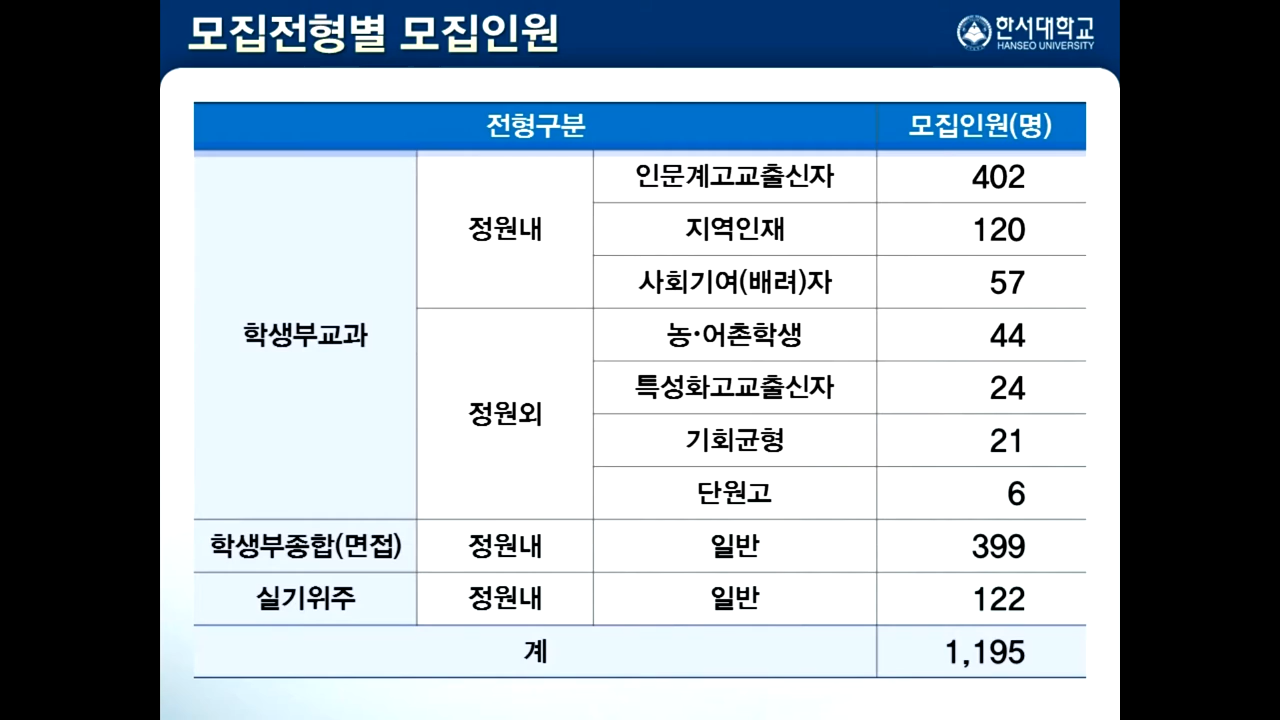 모집전형별 모집인원
한서대학교
HANSEO UNIVERSITY
전형구분 모집인원(명)
학생부교과 정원내 인문계고교출신자 402
지역인재 120
사회기여(배려)자 57
정원외 농·어촌학생 44
특성화고교출신자 24
기회균형 21
단원고 6
학생부종합(면접) 정원내 일반 399
실기위주 정원내 일반 122
계 1,195